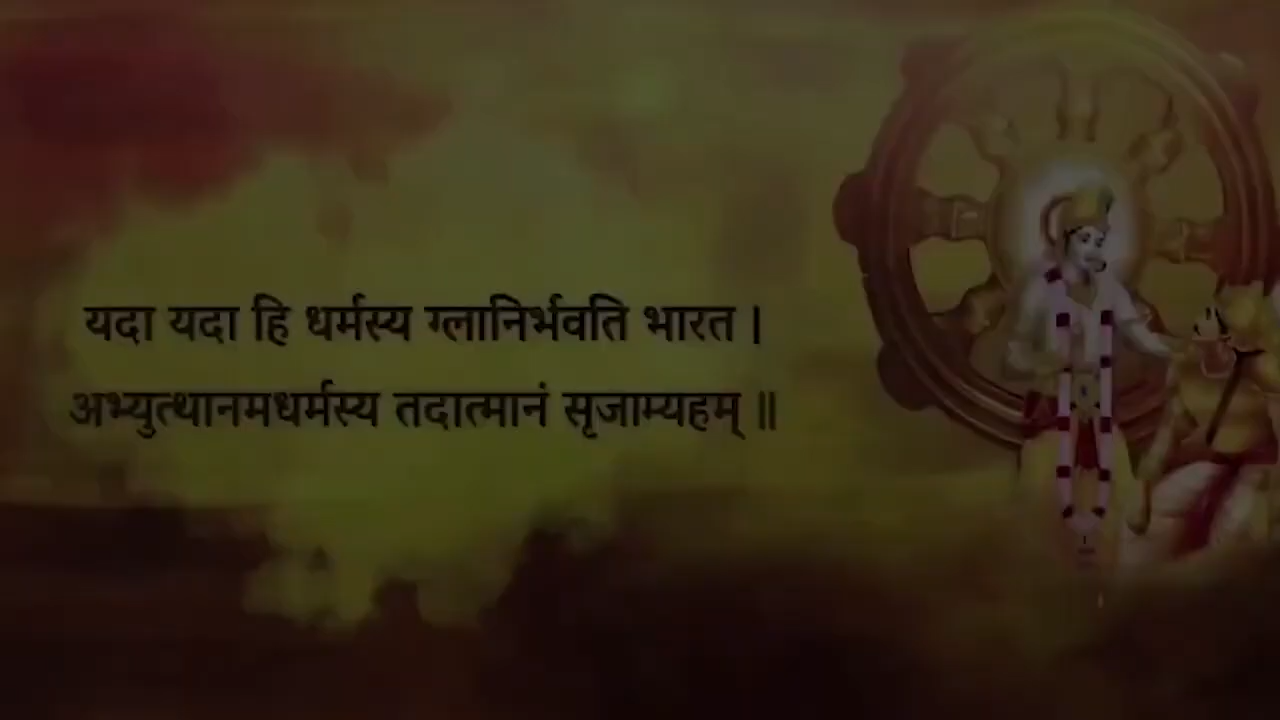 यदा यदा हि धर्मस्य ग्लानिर्भवति भारत |
अभ्युत्थानमधर्मस्य तदात्मानं सृजाम्यहम् ॥